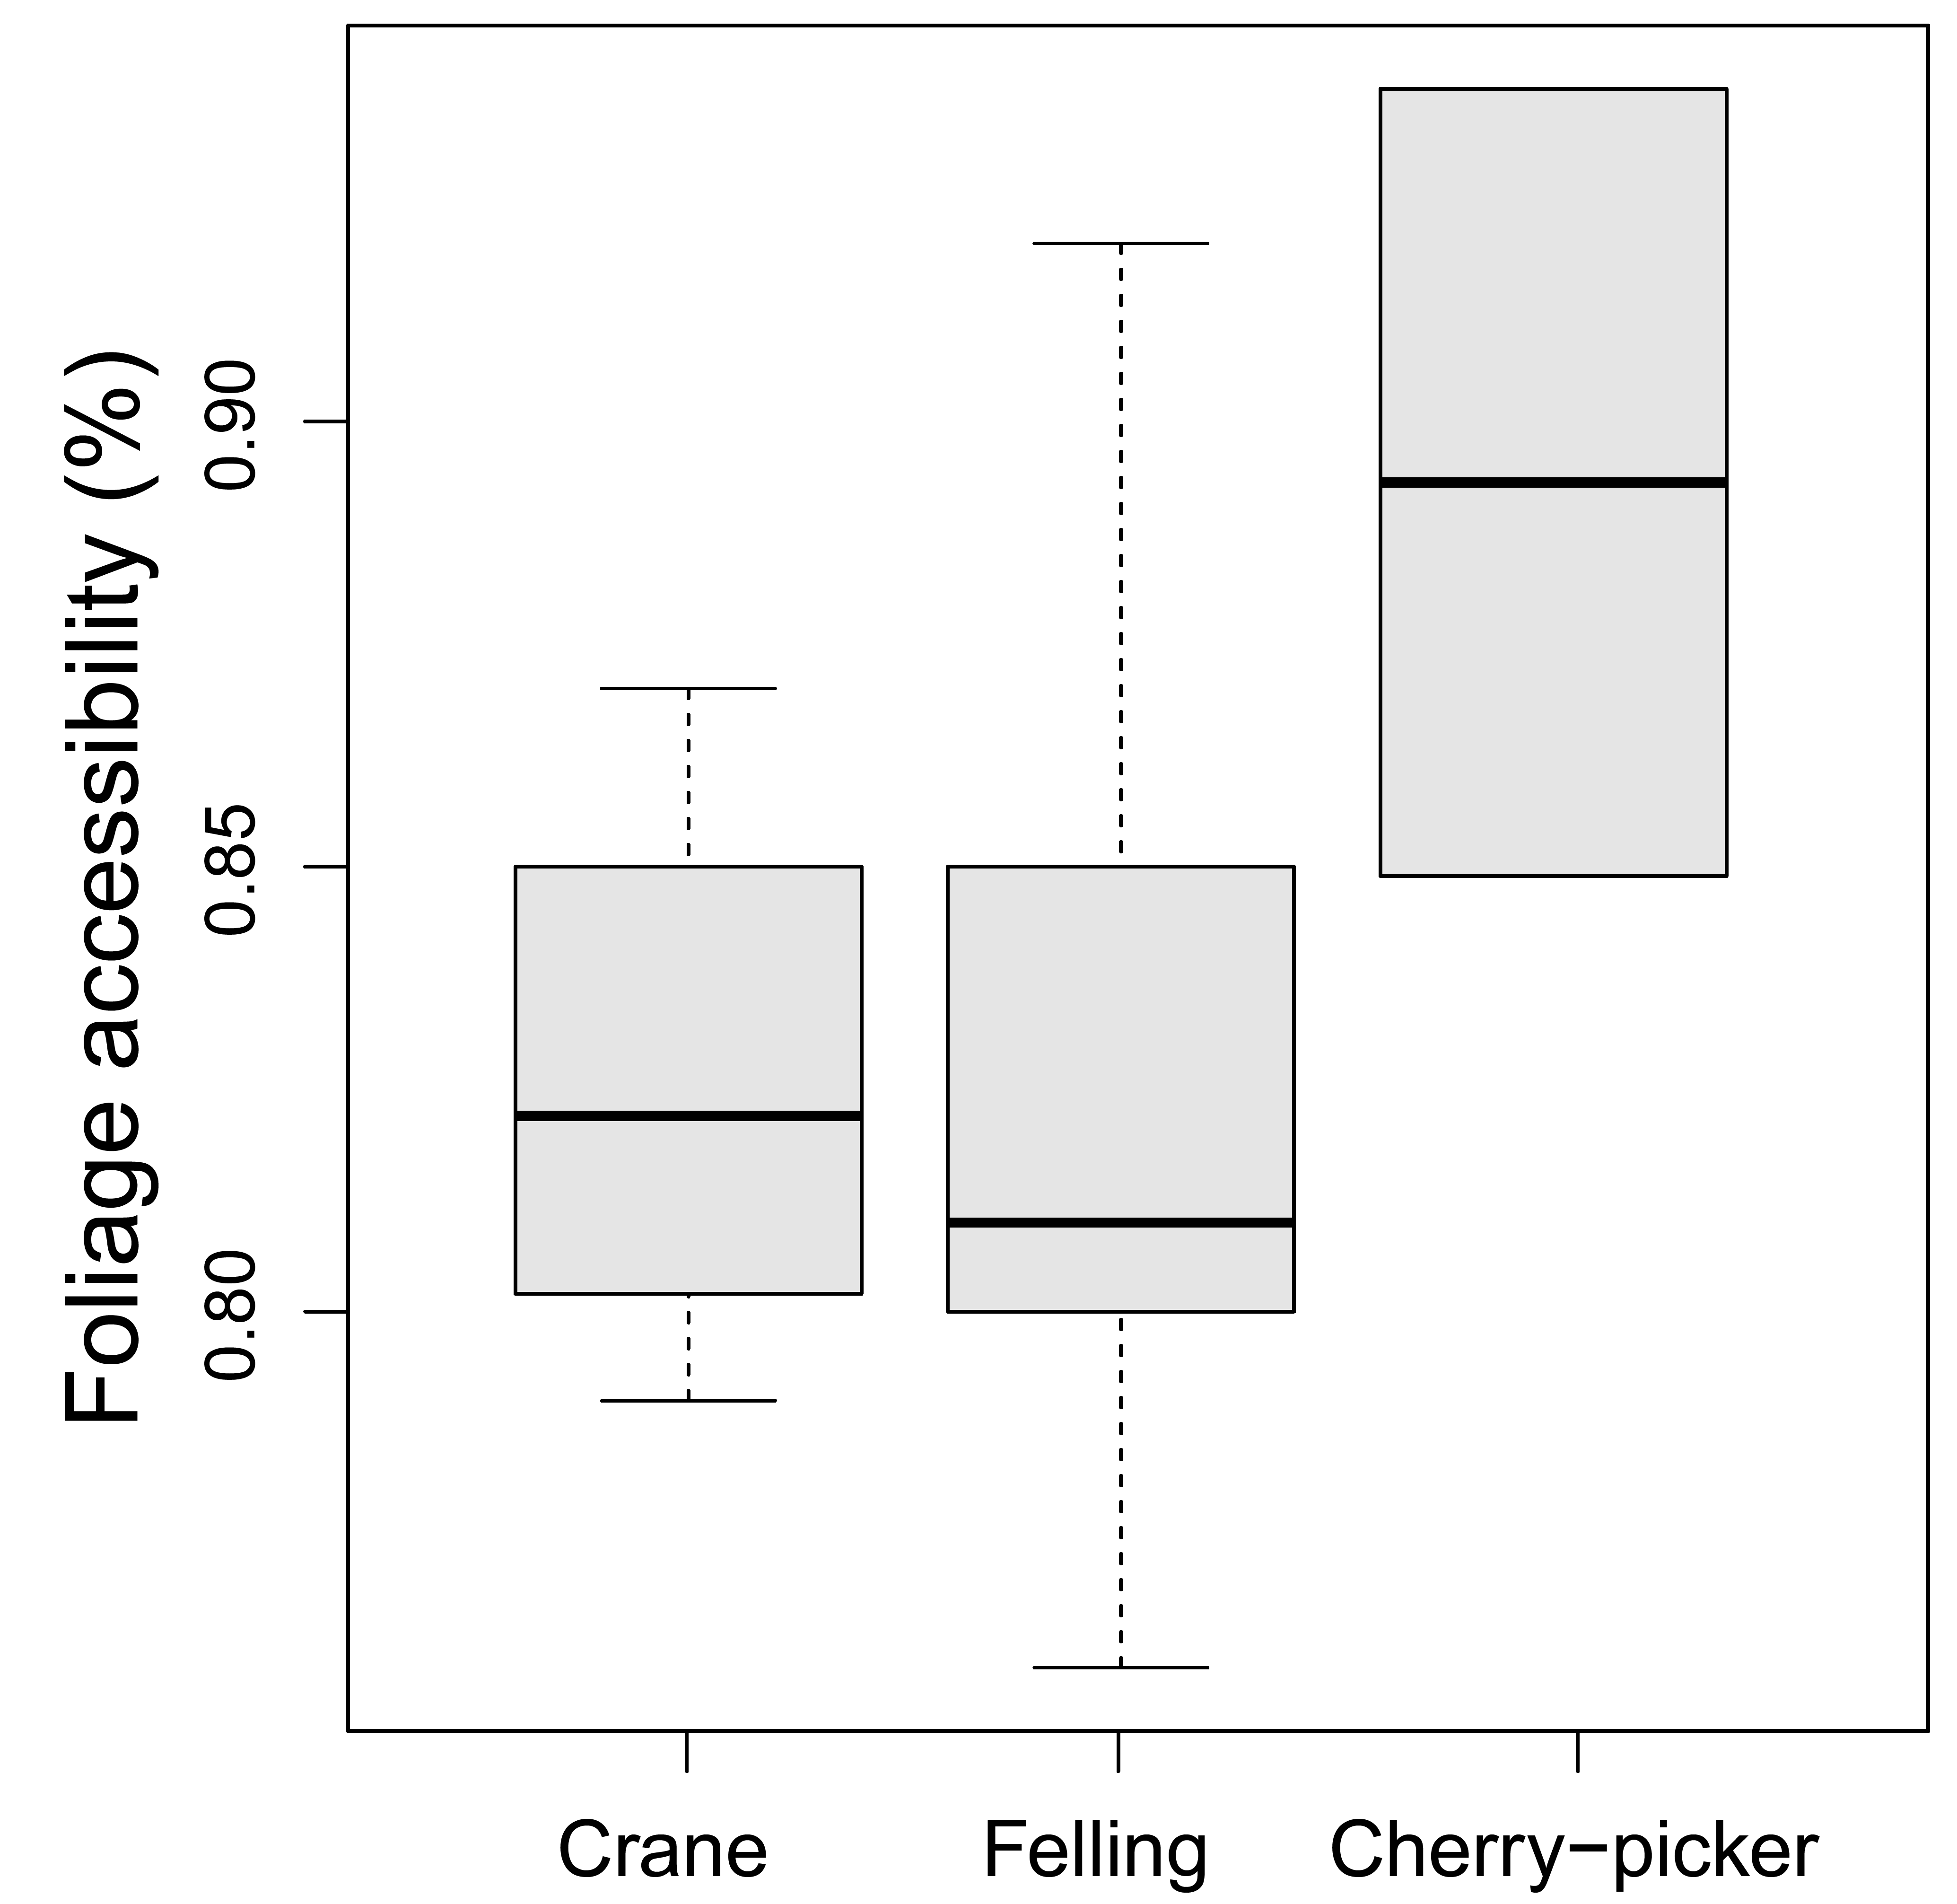 Foliage accessibility (%)
0.90
0.85
0.80
Crane Felling Cherry−picker